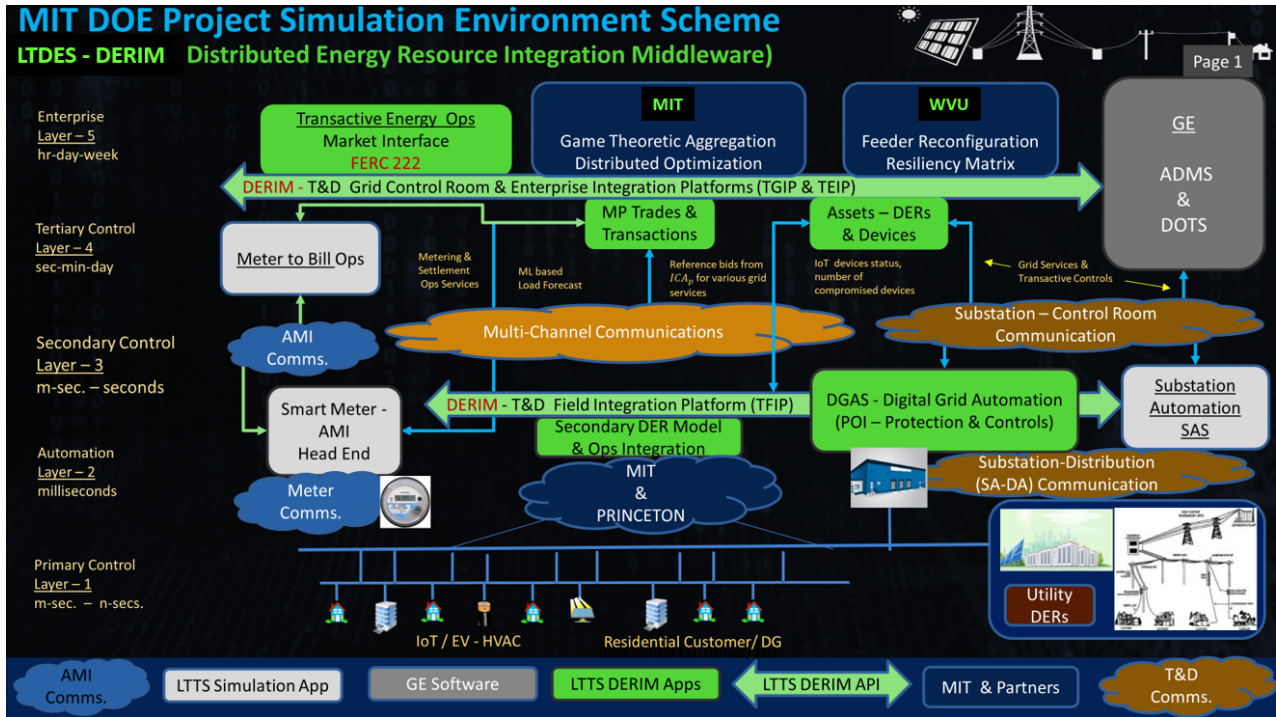 MIT DOE Project Simulation Environment Scheme
LTDES - DERIM Distributed Energy Resource Integration Middleware)
Page 1
Enterprise
Layer – 5
hr-day-week
Transactive Energy Ops
Market Interface
FERC 222
MIT
Game Theoretic Aggregation
Distributed Optimization
WVU
Feeder Reconfiguration
Resiliency Matrix
GE
ADMS
&
DOTS
DERIM - T&D Grid Control Room & Enterprise Integration Platforms (TGIP & TEIP)
Tertiary Control
Layer – 4
sec-min-day
Meter to Bill Ops
MP Trades &
Transactions
Assets – DERs
& Devices
Metering &
Settlement
Ops Services
ML based
Load Forecast
Reference bids from
ICAp for various grid
services
IoT devices status,
number of
compromised devices
Grid Services &
Transactive Controls
AMI
Comms.
Multi-Channel Communications
Substation – Control Room
Communication
Secondary Control
Layer – 3
m-sec. – seconds
Smart Meter -
AMI
Head End
DERIM - T&D Field Integration Platform (TFIP)
DGAS - Digital Grid Automation
(POI – Protection & Controls)
Substation
Automation
SAS
Secondary DER Model
& Ops Integration
Automation
Layer – 2
milliseconds
Meter
Comms.
MIT
&
PRINCETON
Substation-Distribution
(SA-DA) Communication
Primary Control
Layer – 1
m-sec. – n-secs.
Utility
DERs
IoT / EV - HVAC
Residential Customer/ DG
AMI
Comms.
LTTS Simulation App
GE Software
LTTS DERIM Apps
LTTS DERIM API
MIT & Partners
T&D
Comms.